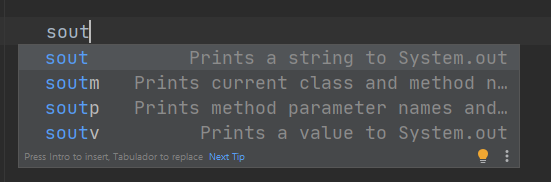 sout
sout Prints a string to System.out
soutm Prints current class and method n…
soutp Prints method parameter names and…
soutv Prints a value to System.out
Press Intro to insert, Tabulador to replace Next Tip